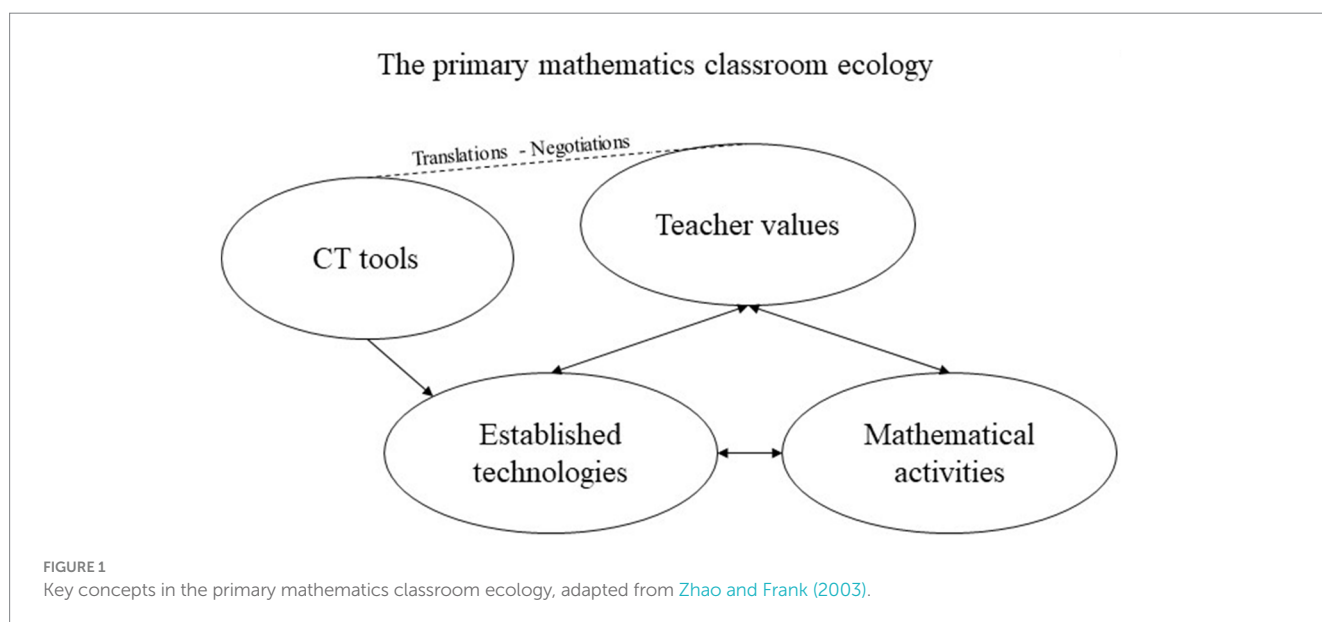 The primary mathematics classroom ecology
Translations - Negotiations
CT tools
Teacher values
Established
technologies
Mathematical
activities
FIGURE 1
Key concepts in the primary mathematics classroom ecology, adapted from Zhao and Frank (2003).